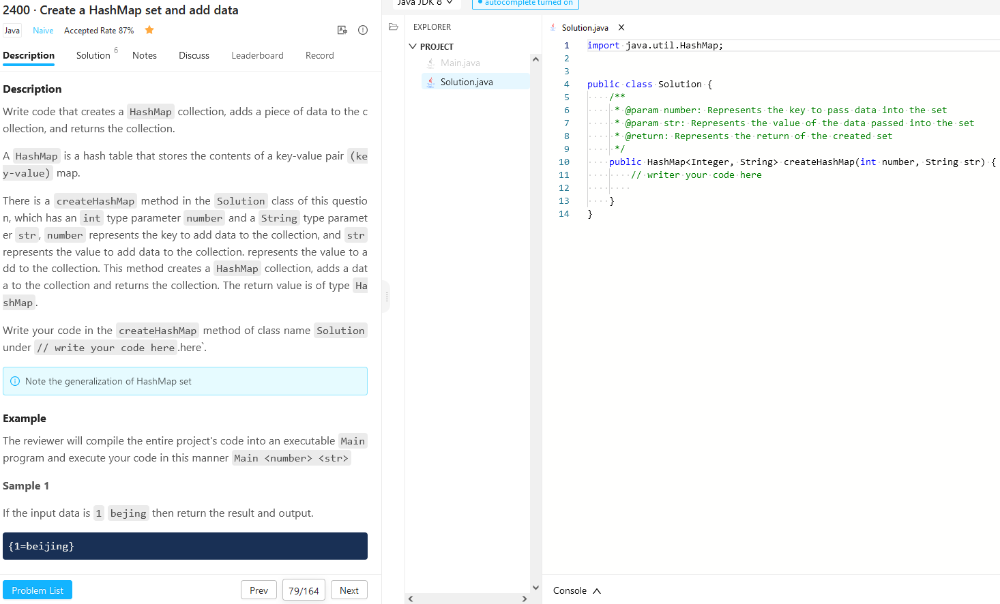 2400 · Create a HashMap set and add data
Java Naive Accepted Rate 87%
Description Solution 6 Notes Discuss Leaderboard Record
Description
Write code that creates a HashMap collection, adds a piece of data to the c
ollection, and returns the collection.
A HashMap is a hash table that stores the contents of a key-value pair (ke
y-value) map.
There is a createHashMap method in the Solution class of this questio
n, which has an int type parameter number and a String type paramet
er str, number represents the key to add data to the collection, and str
represents the value to add data to the collection. represents the value to a
dd to the collection. This method creates a HashMap collection, adds a dat
a to the collection and returns the collection. The return value is of type Ha
shMap.
Write your code in the createHashMap method of class name Solution
under // write your code here.here`.
Note the generalization of HashMap set
Example
The reviewer will compile the entire project's code into an executable Main
program and execute your code in this manner Main <number> <str>
Sample 1
If the input data is 1 bejing then return the result and output.
{1=beijing}
Problem List Prev 79/164 Next
Java JDK 8 autocomplete turned on
EXPLORER
PROJECT
Main.java
Solution.java
Solution.java X
1 import java.util.HashMap;
2
3
4 public class Solution {
5 /**
6 * @param number: Represents the key to pass data into the set
7 * @param str: Represents the value of the data passed into the set
8 * @return: Represents the return of the created set
9 */
10 public HashMap<Integer, String> createHashMap(int number, String str) {
11 // writer your code here
12
13 }
14 }
Console